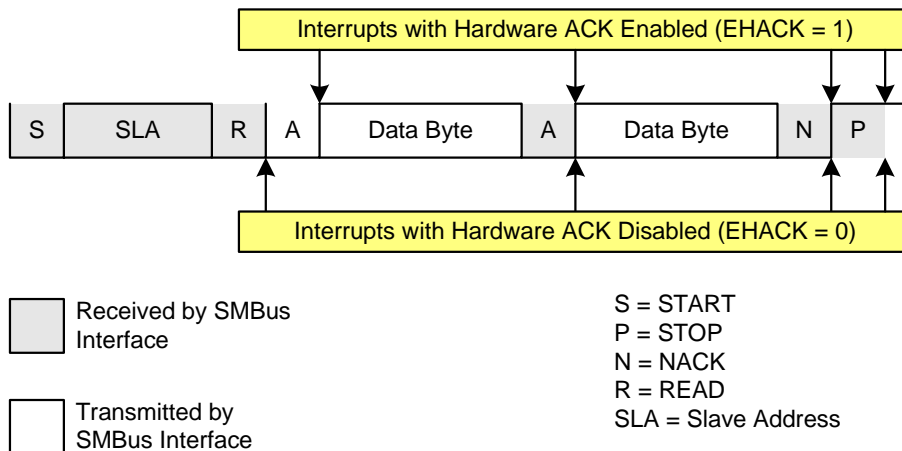 Interrupts with Hardware ACK Enabled (EHACK = 1)
S SLA R A Data Byte A Data Byte N P
Interrupts with Hardware ACK Disabled (EHACK = 0)
Received by SMBus
Interface
Transmitted by
SMBus Interface
S = START
P = STOP
N = NACK
R = READ
SLA = Slave Address